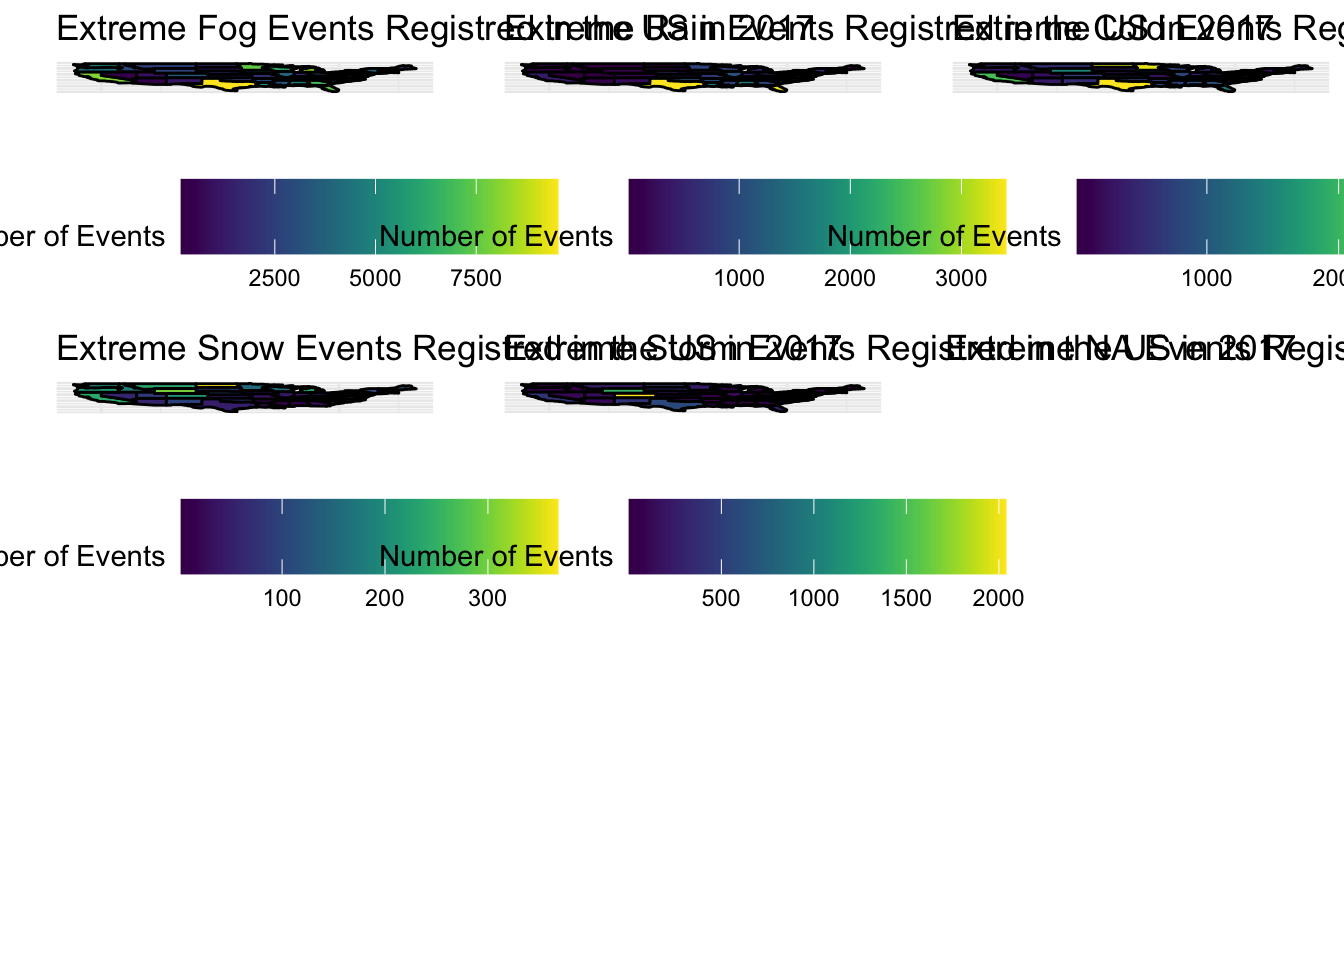 Extreme Fog Events Registred in the US in 2017
Extreme Rain Events Registred in the US in 2017
Extreme Cold Events Reg
Number of Events
Number of Events
ber of Events
2500 5000 7500
1000 2000 3000
1000 200
Extreme Snow Events Registred in the US in 2017
Extreme Storm Events Registred in the US in 2017
Extreme NA Events Regis
ber of Events
Number of Events
100 200 300
500 1000 1500 2000